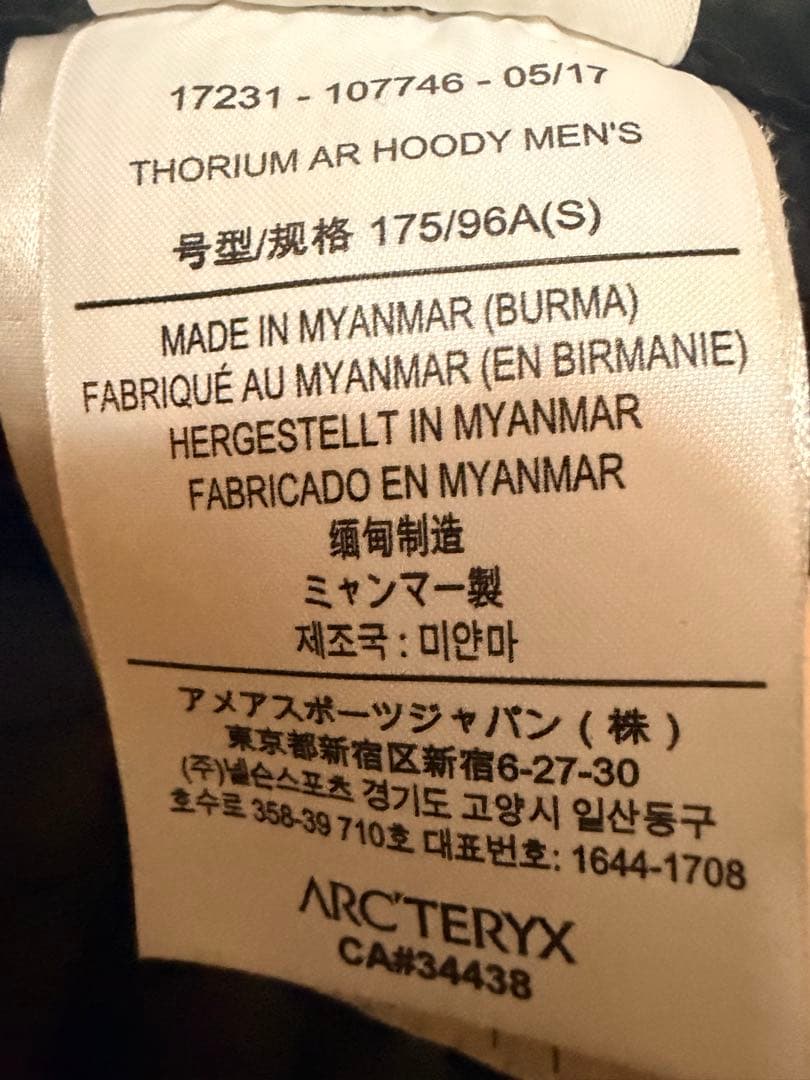 17231 - 107746 - 05/17
THORIUM AR HOODY MEN'S
号型/规格 175/96A(S)
MADE IN MYANMAR (BURMA)
FABRIQUÉ AU MYANMAR (EN BIRMANIE)
HERGESTELLT IN MYANMAR
FABRICADO EN MYANMAR
缅甸制造
ミャンマー製
제조국 : 미얀마
アメアスポーツジャパン ( 株 )
東京都新宿区新宿6-27-30
(주)넬슨스포츠 경기도 고양시 일산동구
호수로 358-39 710호 대표번호: 1644-1708
ARC'TERYX
CA#34438